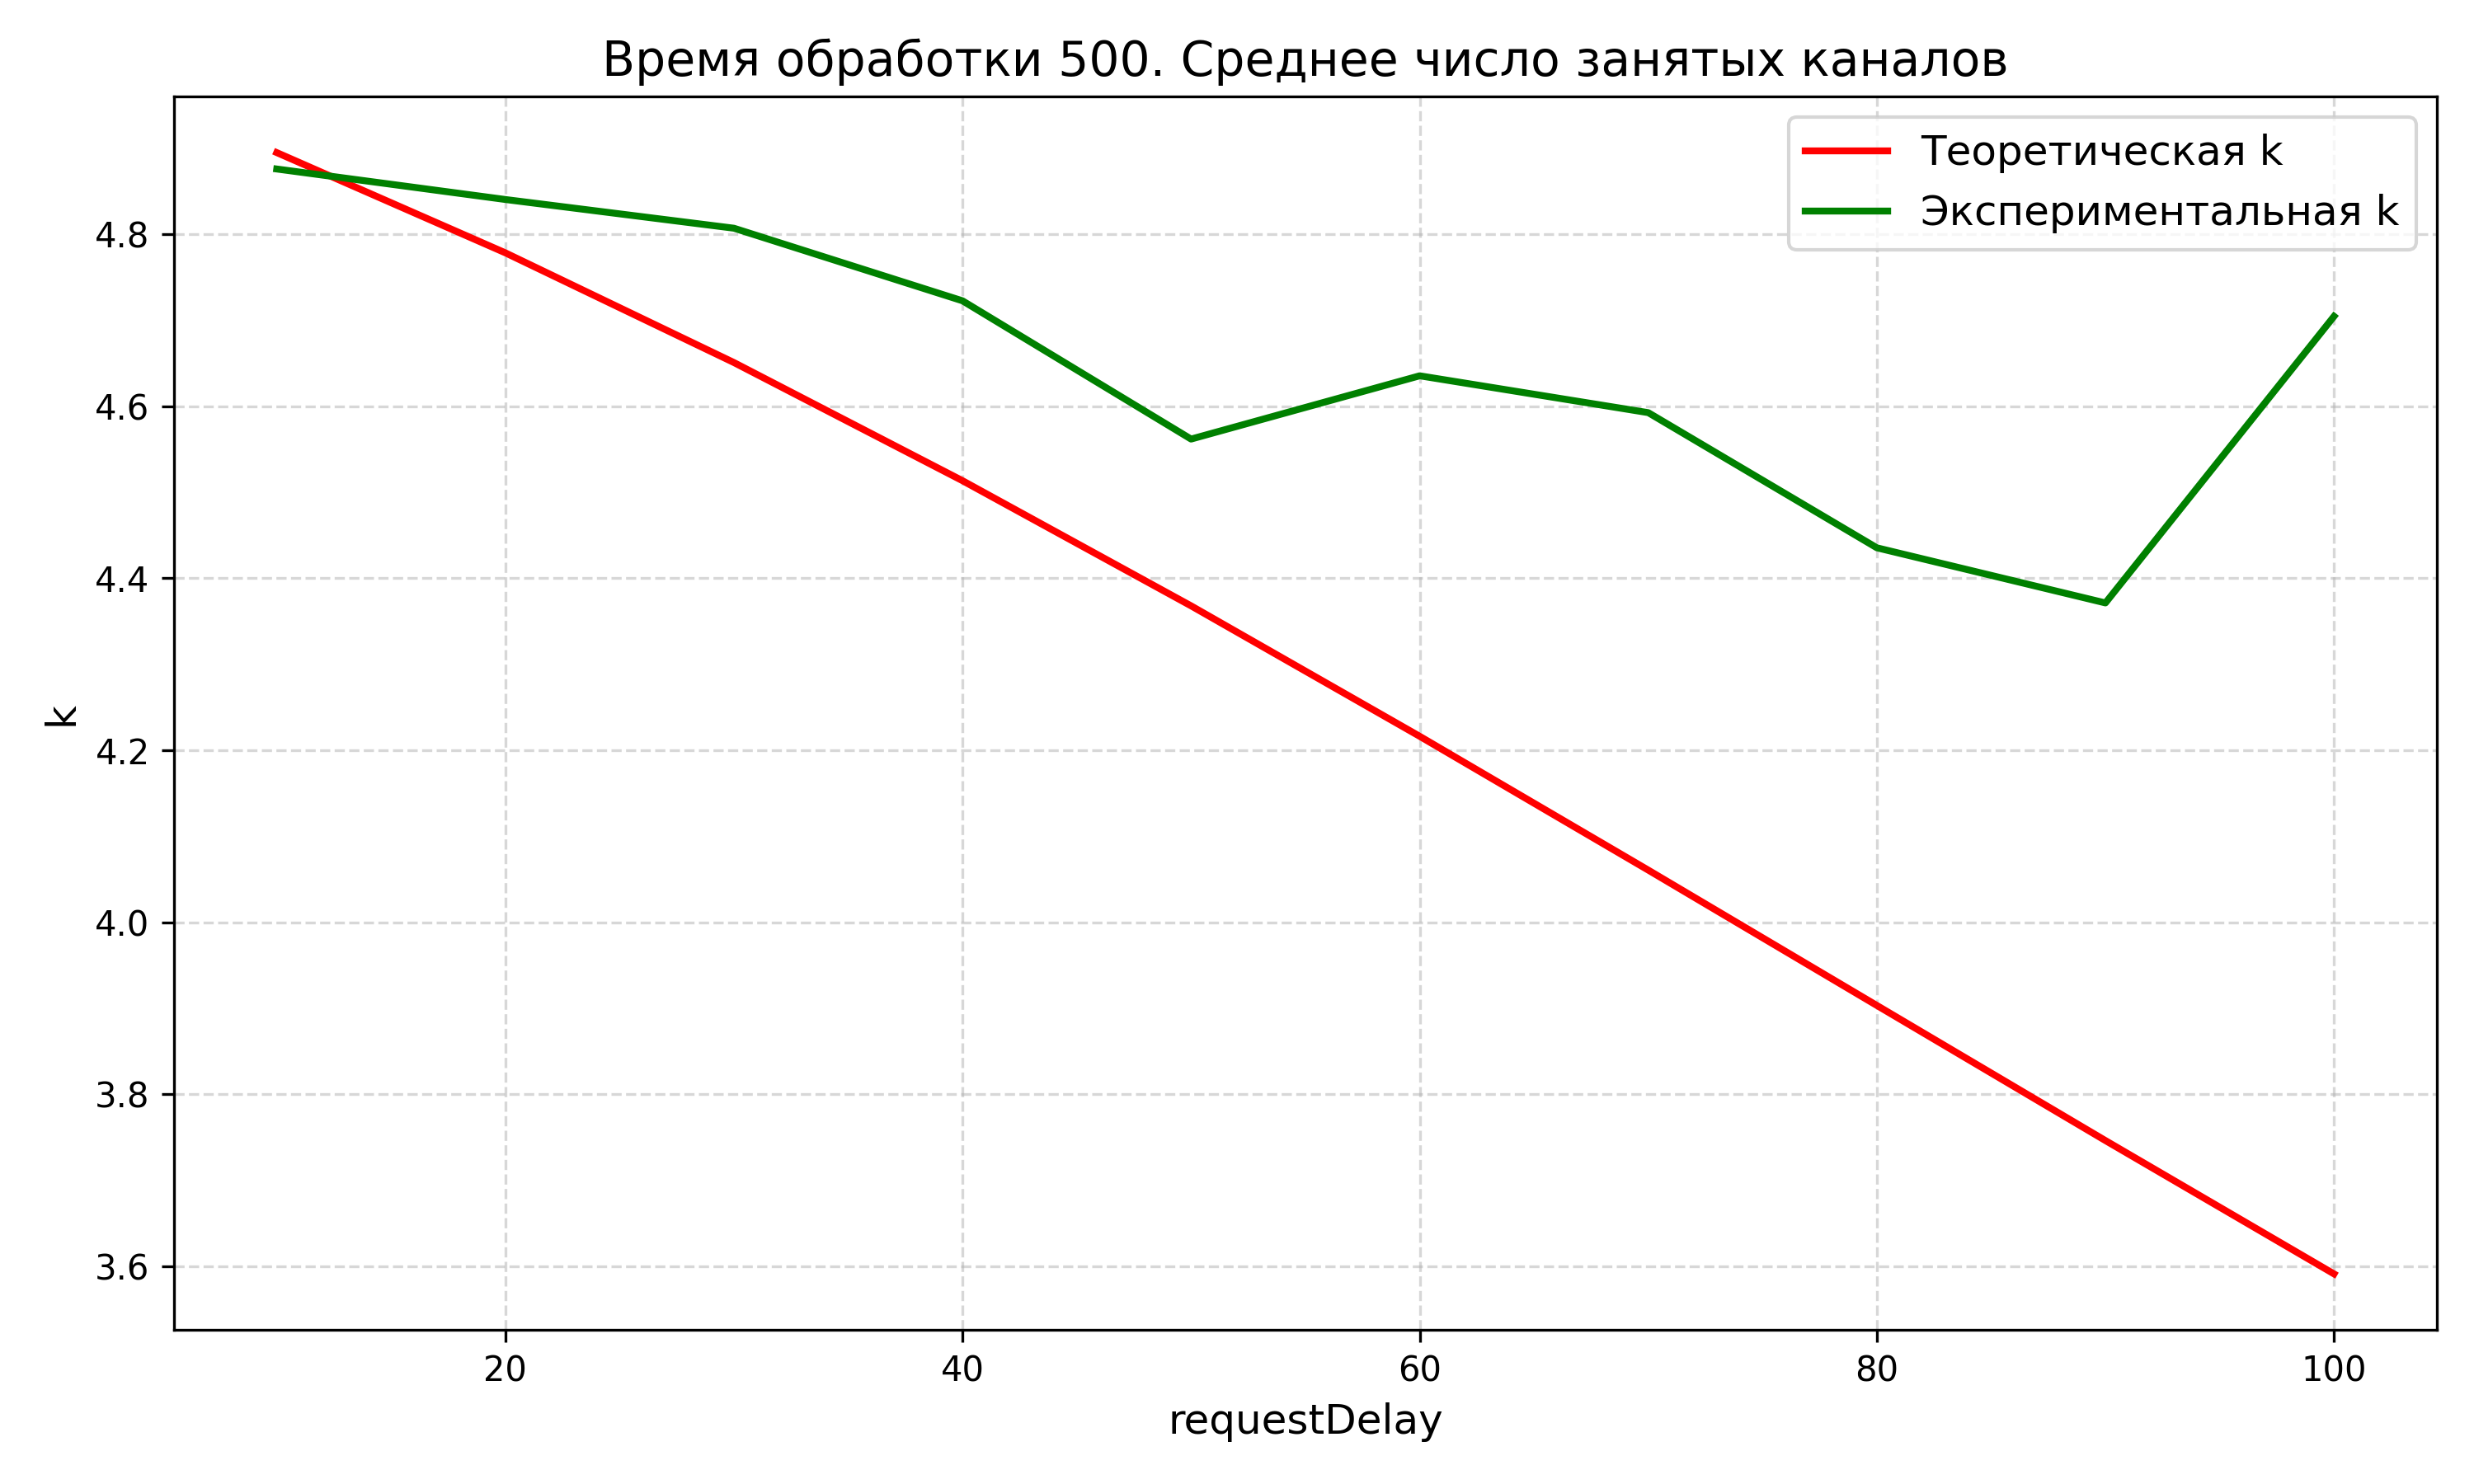 Время обработки 500. Среднее число занятых каналов
Теоретическая k
Экспериментальная k
k
4.8
4.6
4.4
4.2
4.0
3.8
3.6
20
40
60
80
100
requestDelay